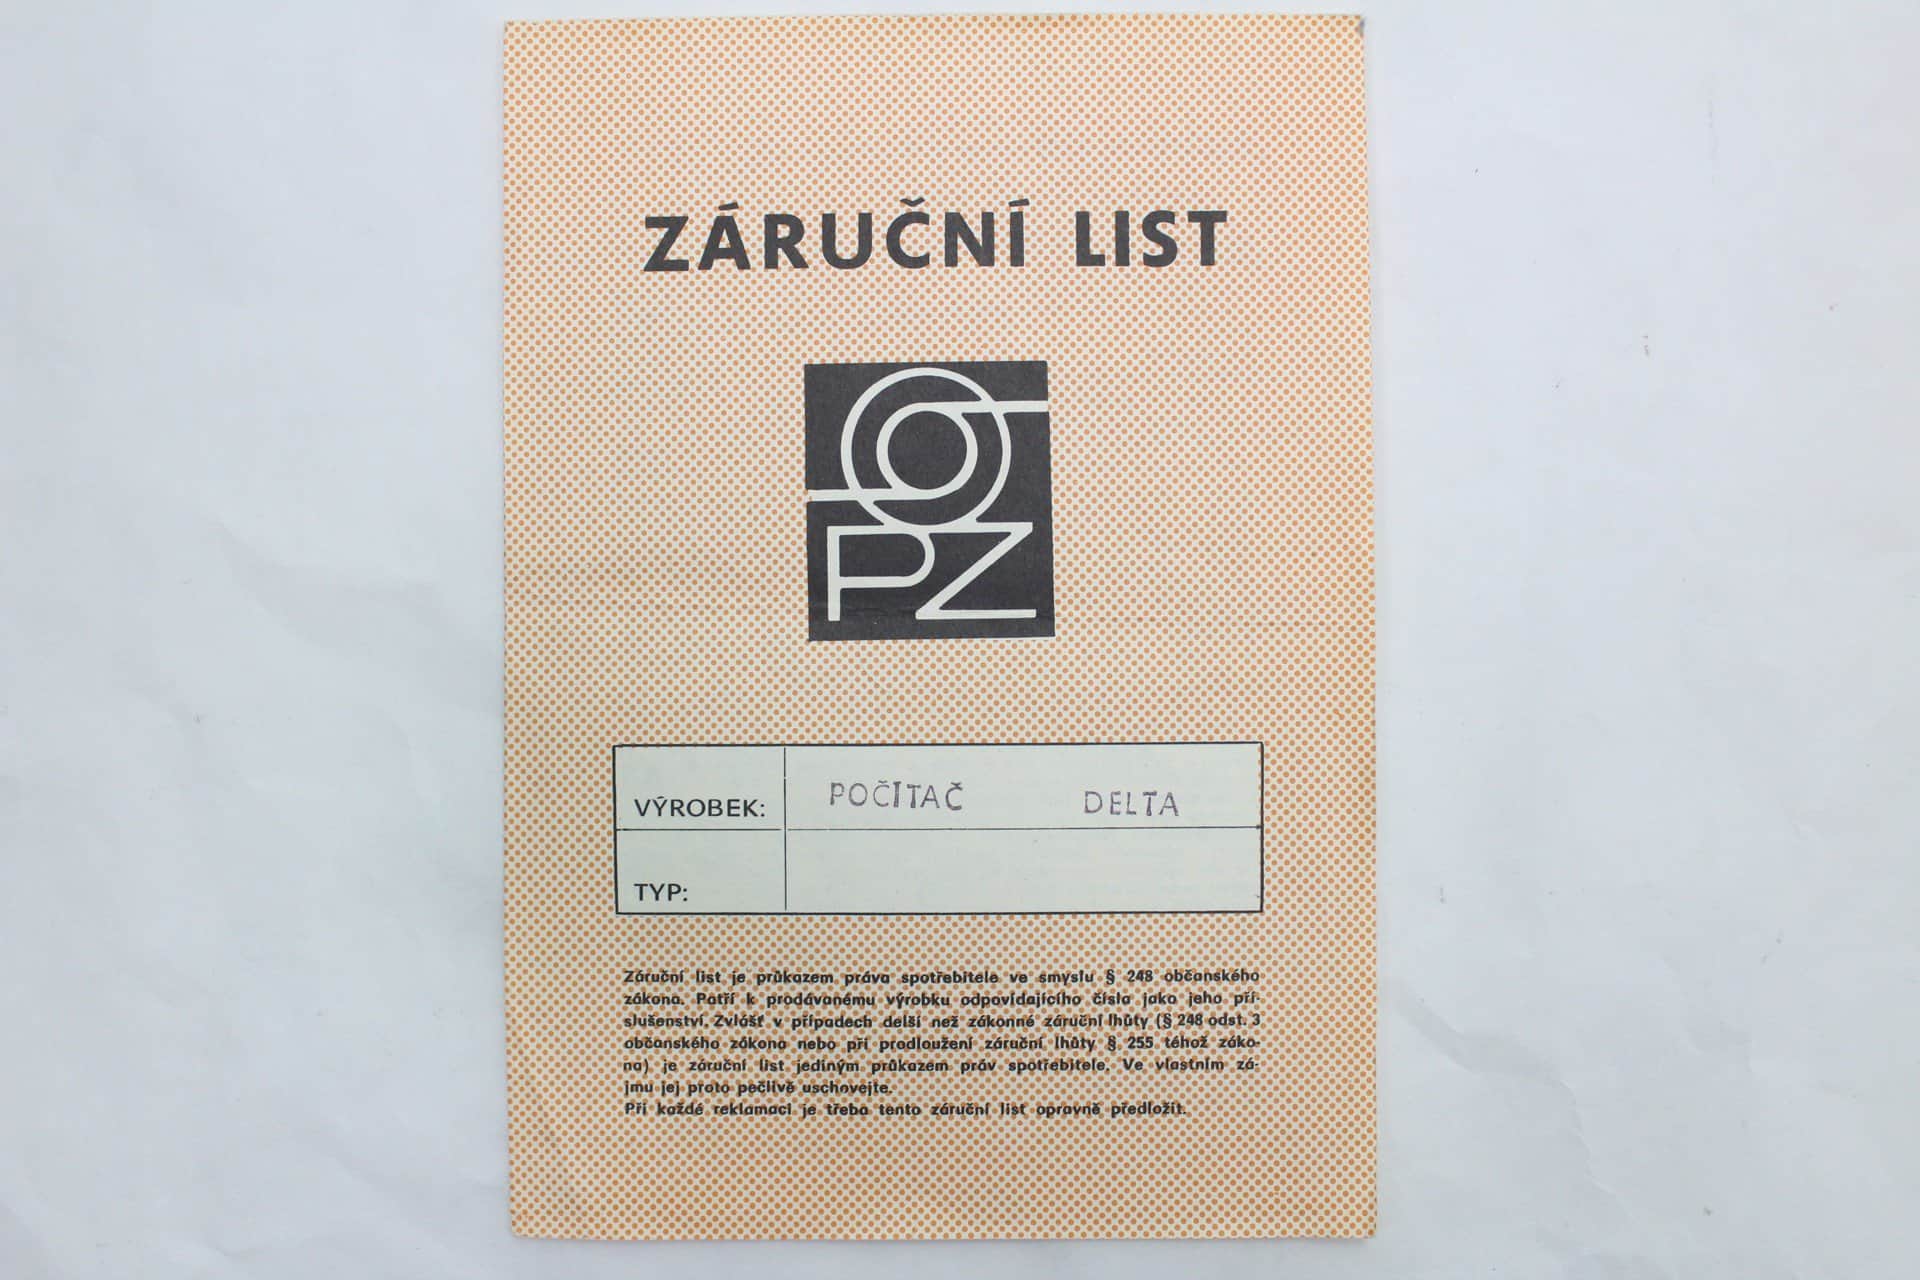 ZÁRUČNÍ LIST
PZ
VÝROBEK: POČÍTAČ DELTA
TYP:
Záruční list je průkazem práva spotřebitele ve smyslu § 248 občanského
zákona. Patří k prodávanému výrobku odpovídajícího čísla jako jeho pří-
slušenství. Zvlášť v případech delší než zákonné záruční lhůty (§ 248 odst. 3
občanského zákona nebo při prodloužení záruční lhůty § 255 téhož záko-
na) je záruční list jediným průkazem práv spotřebitele. Ve vlastním zá-
jmu jej proto pečlivě uschovejte.
Při každé reklamaci je třeba tento záruční list opravně předložit.